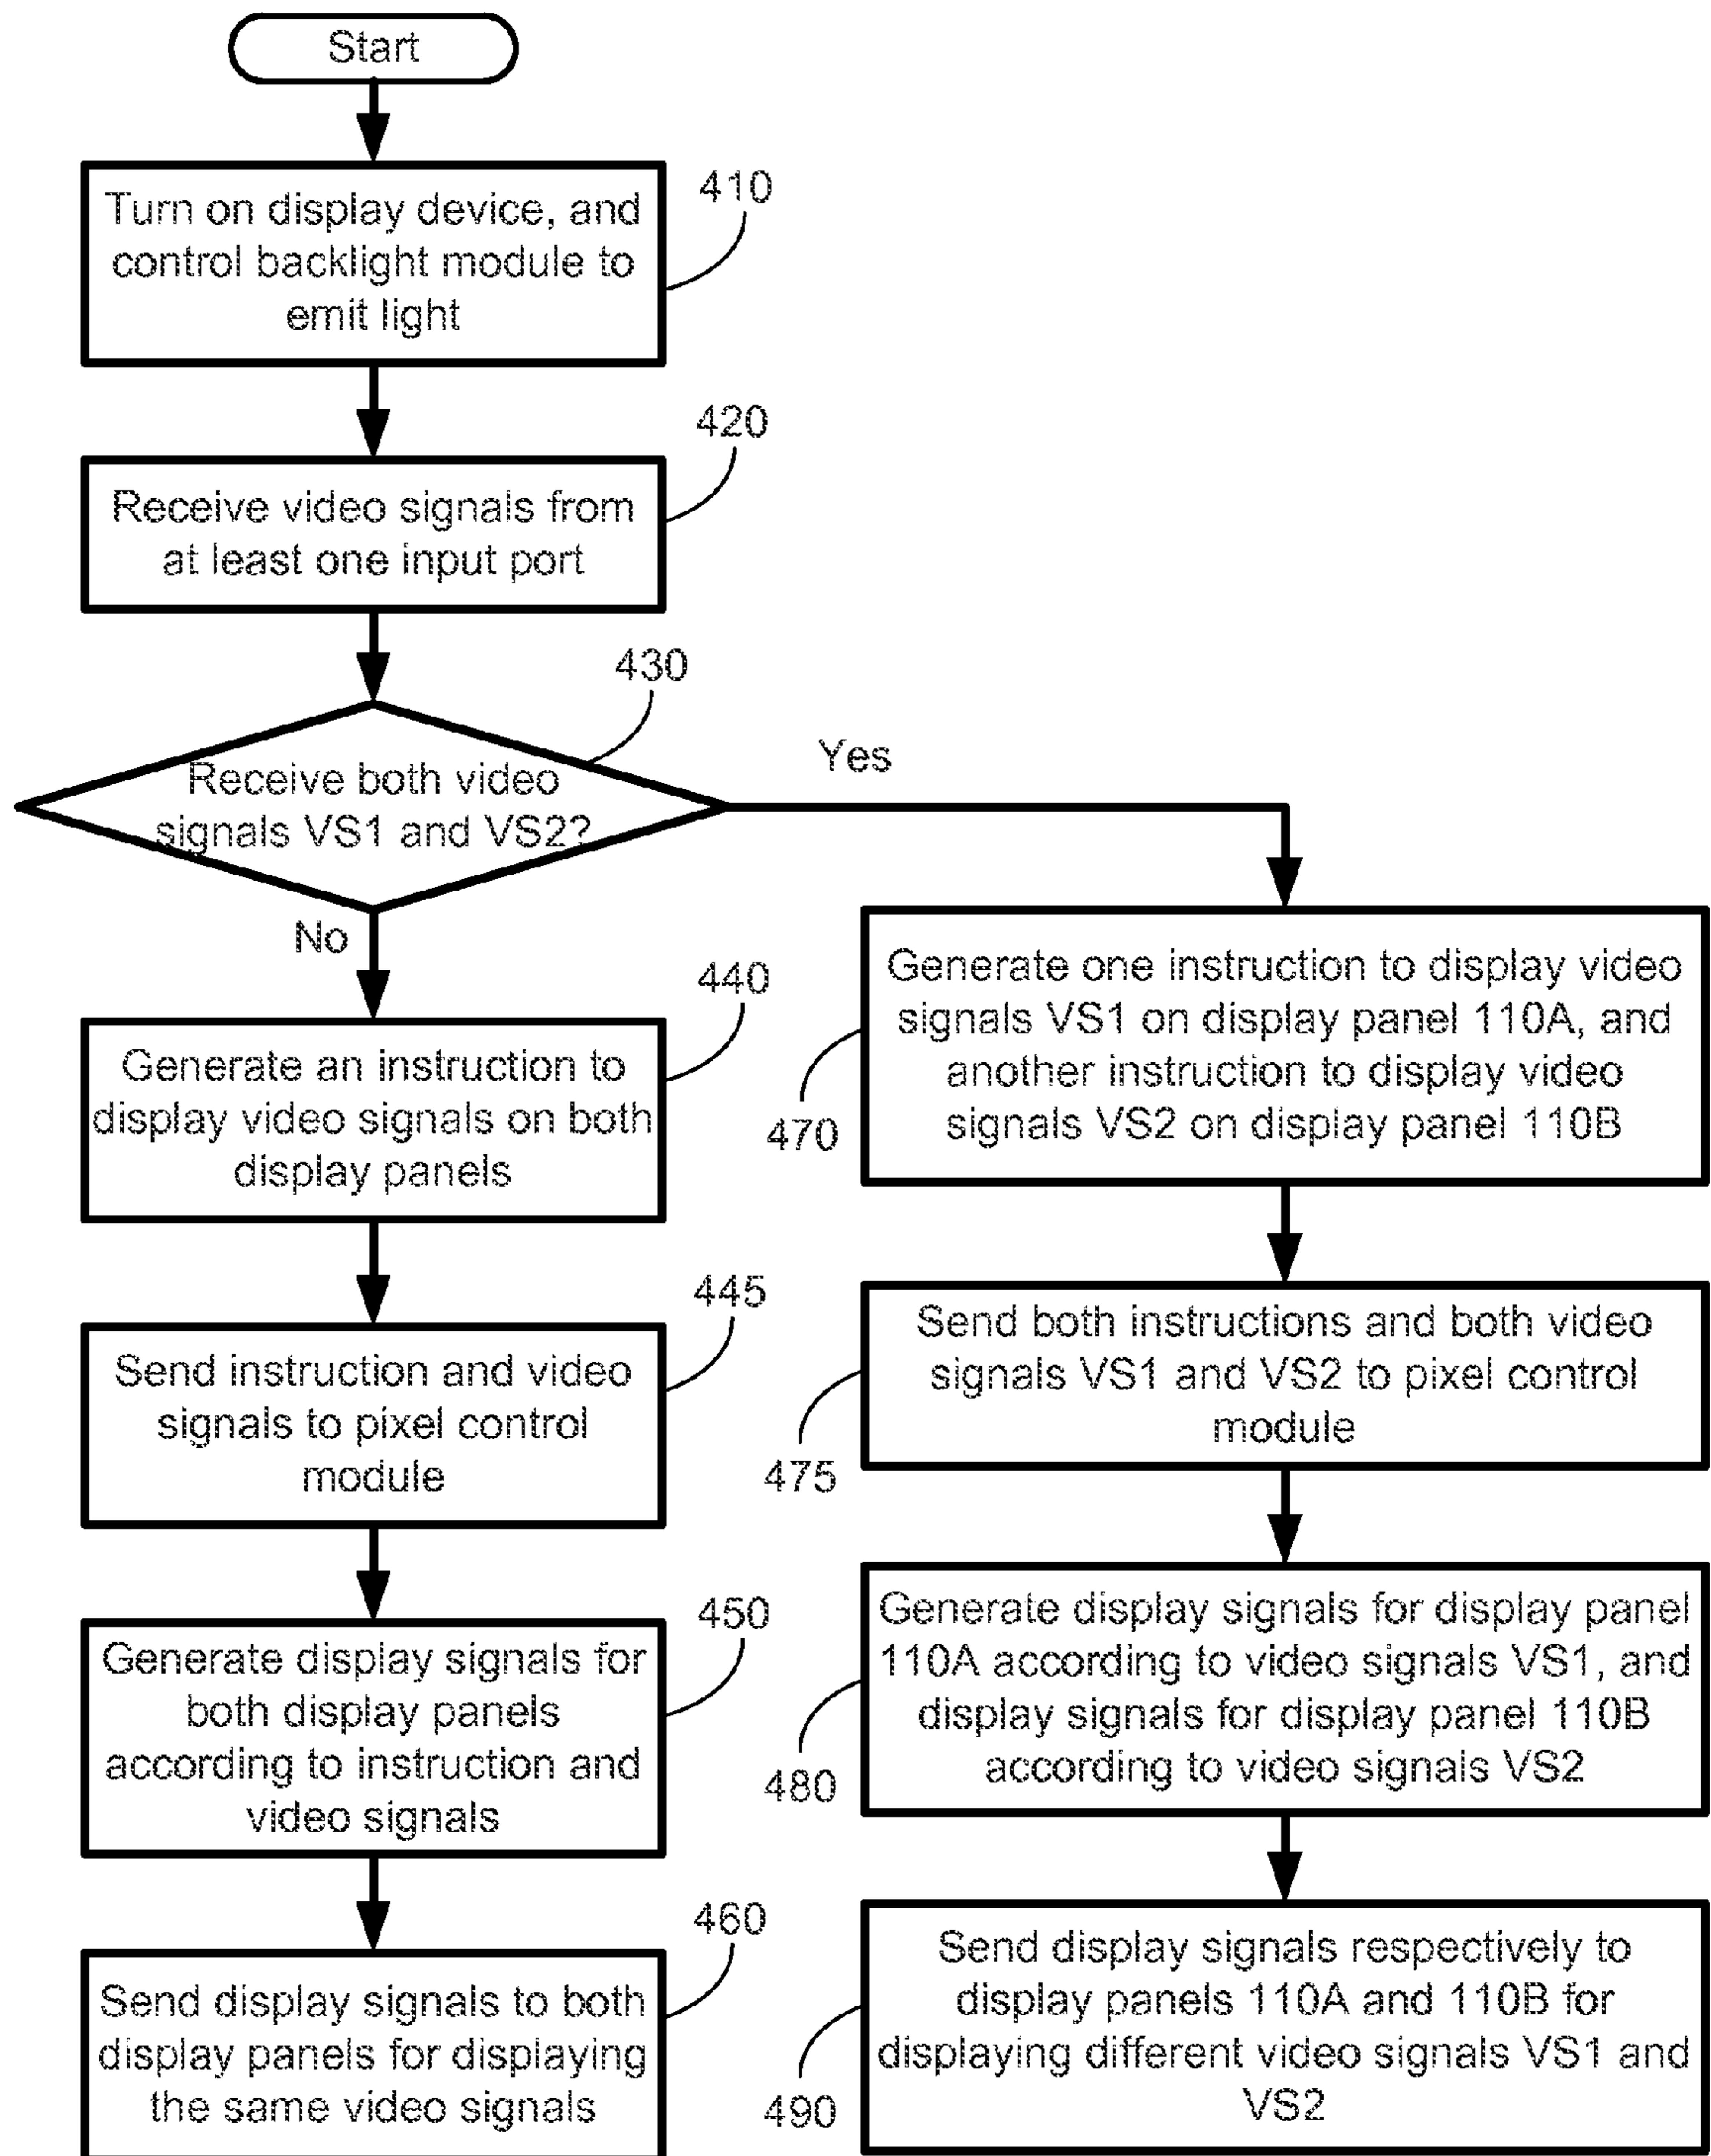 Start
410
Turn on display device, and
control backlight module to
emit light
420
Receive video signals from
at least one input port
430
Receive both video
signals VS1 and VS2?
Yes
No
440
Generate an instruction to
display video signals on both
display panels
445
Send instruction and video
signals to pixel control
module
450
Generate display signals for
both display panels
according to instruction and
video signals
460
Send display signals to both
display panels for displaying
the same video signals
Generate one instruction to display video
signals VS1 on display panel 110A, and
another instruction to display video
signals VS2 on display panel 110B
470
Send both instructions and both video
signals VS1 and VS2 to pixel control
module
475
Generate display signals for display panel
110A according to video signals VS1, and
display signals for display panel 110B
according to video signals VS2
480
Send display signals respectively to
display panels 110A and 110B for
displaying different video signals VS1 and
VS2
490